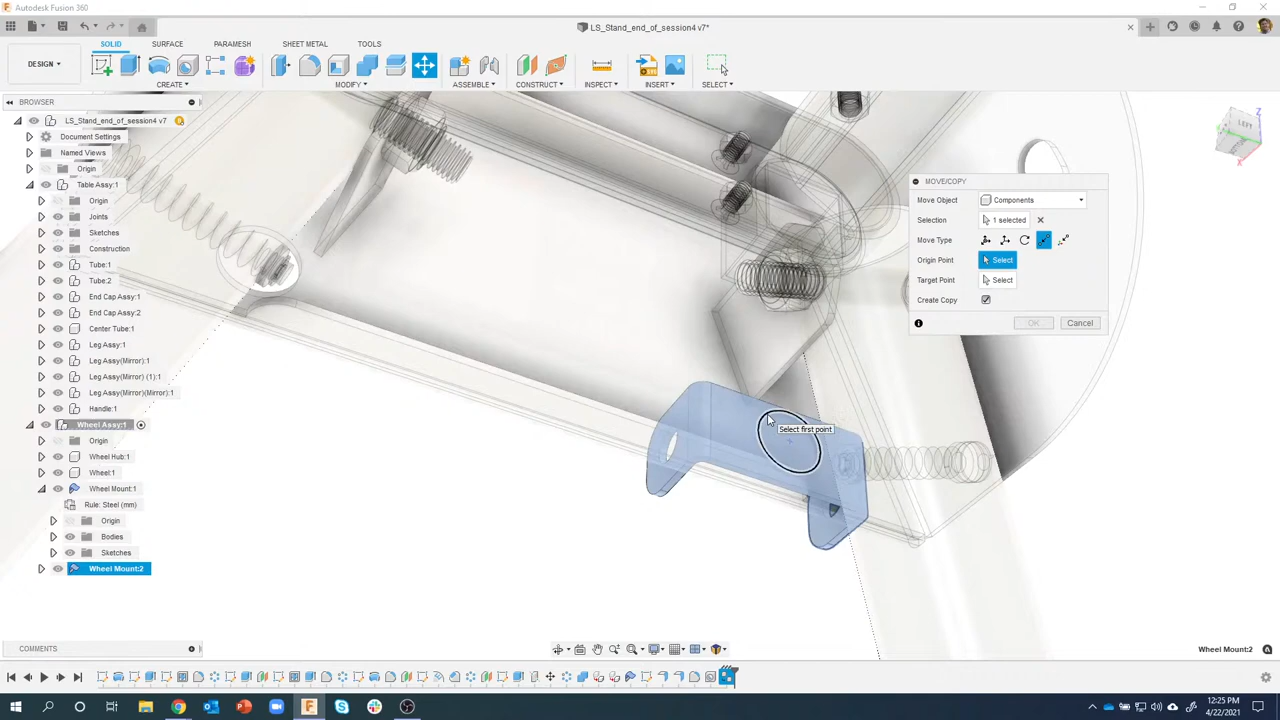 Autodesk Fusion 360
LS_Stand_end_of_session4 v7*
SOLID
SURFACE
PARAMESH
SHEET METAL
TOOLS
DESIGN
CREATE
MODIFY
ASSEMBLE
CONSTRUCT
INSPECT
INSERT
SELECT
BROWSER
LS_Stand_end_of_session4 v7
Document Settings
Named Views
Origin
Table Assy:1
Origin
Joints
Sketches
Construction
Tube:1
Tube:2
End Cap Assy:1
End Cap Assy:2
Center Tube:1
Leg Assy:1
Leg Assy(Mirror):1
Leg Assy(Mirror) (1):1
Leg Assy(Mirror)(Mirror):1
Handle:1
Wheel Assy:1
Origin
Wheel Hub:1
Wheel:1
Wheel Mount:1
Rule: Steel (mm)
Origin
Bodies
Sketches
Wheel Mount:2
Z
LEFT
BOTTOM
X
MOVE/COPY
Move Object
Components
Selection
1 selected
Move Type
Origin Point
Select
Target Point
Select
Create Copy
OK
Cancel
Select first point
COMMENTS
Wheel Mount:2
12:25 PM
4/22/2021